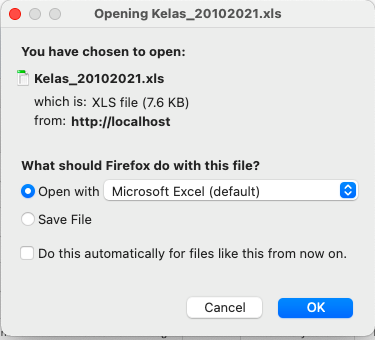 Opening Kelas_20102021.xls
You have chosen to open:
Kelas_20102021.xls
which is: XLS file (7.6 KB)
from: http://localhost
What should Firefox do with this file?
Open with Microsoft Excel (default)
Save File
Do this automatically for files like this from now on.
Cancel OK